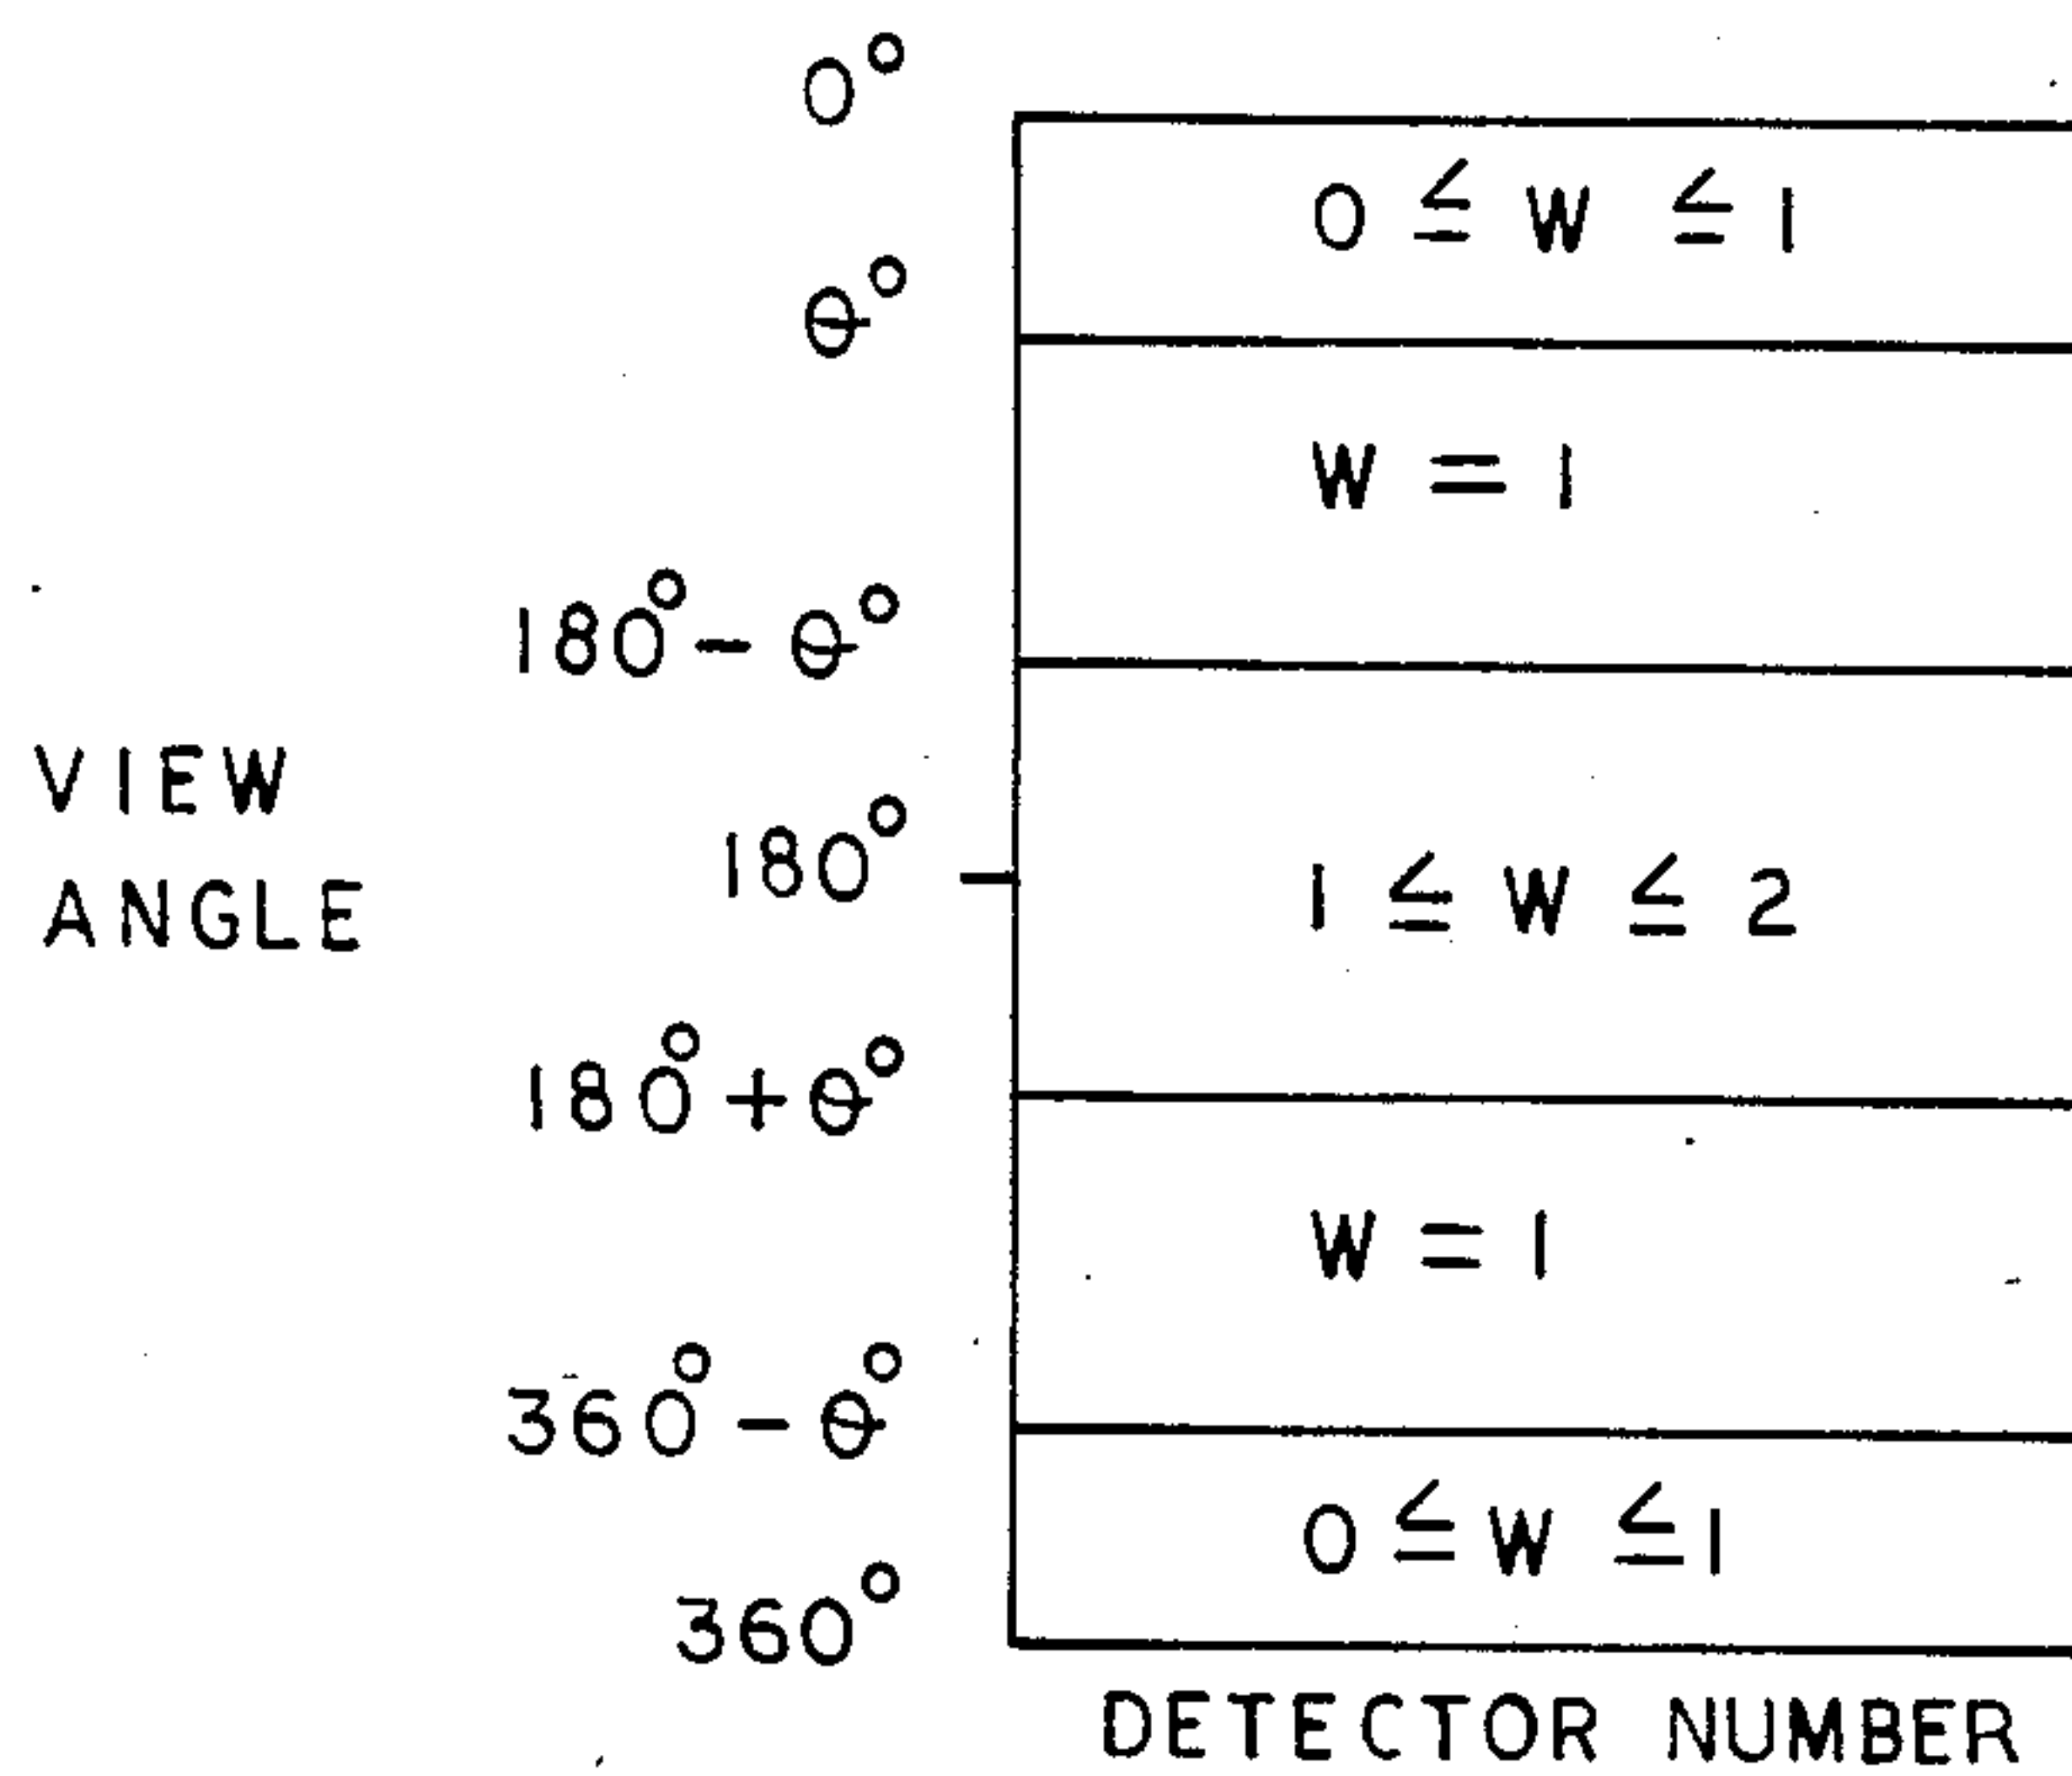 0°
0 ≤ W ≤ 1
θ°
W = 1
180° - θ°
VIEW
ANGLE
180°
1 ≤ W ≤ 2
180° + θ°
W = 1
360° - θ°
0 ≤ W ≤ 1
360°
DETECTOR NUMBER